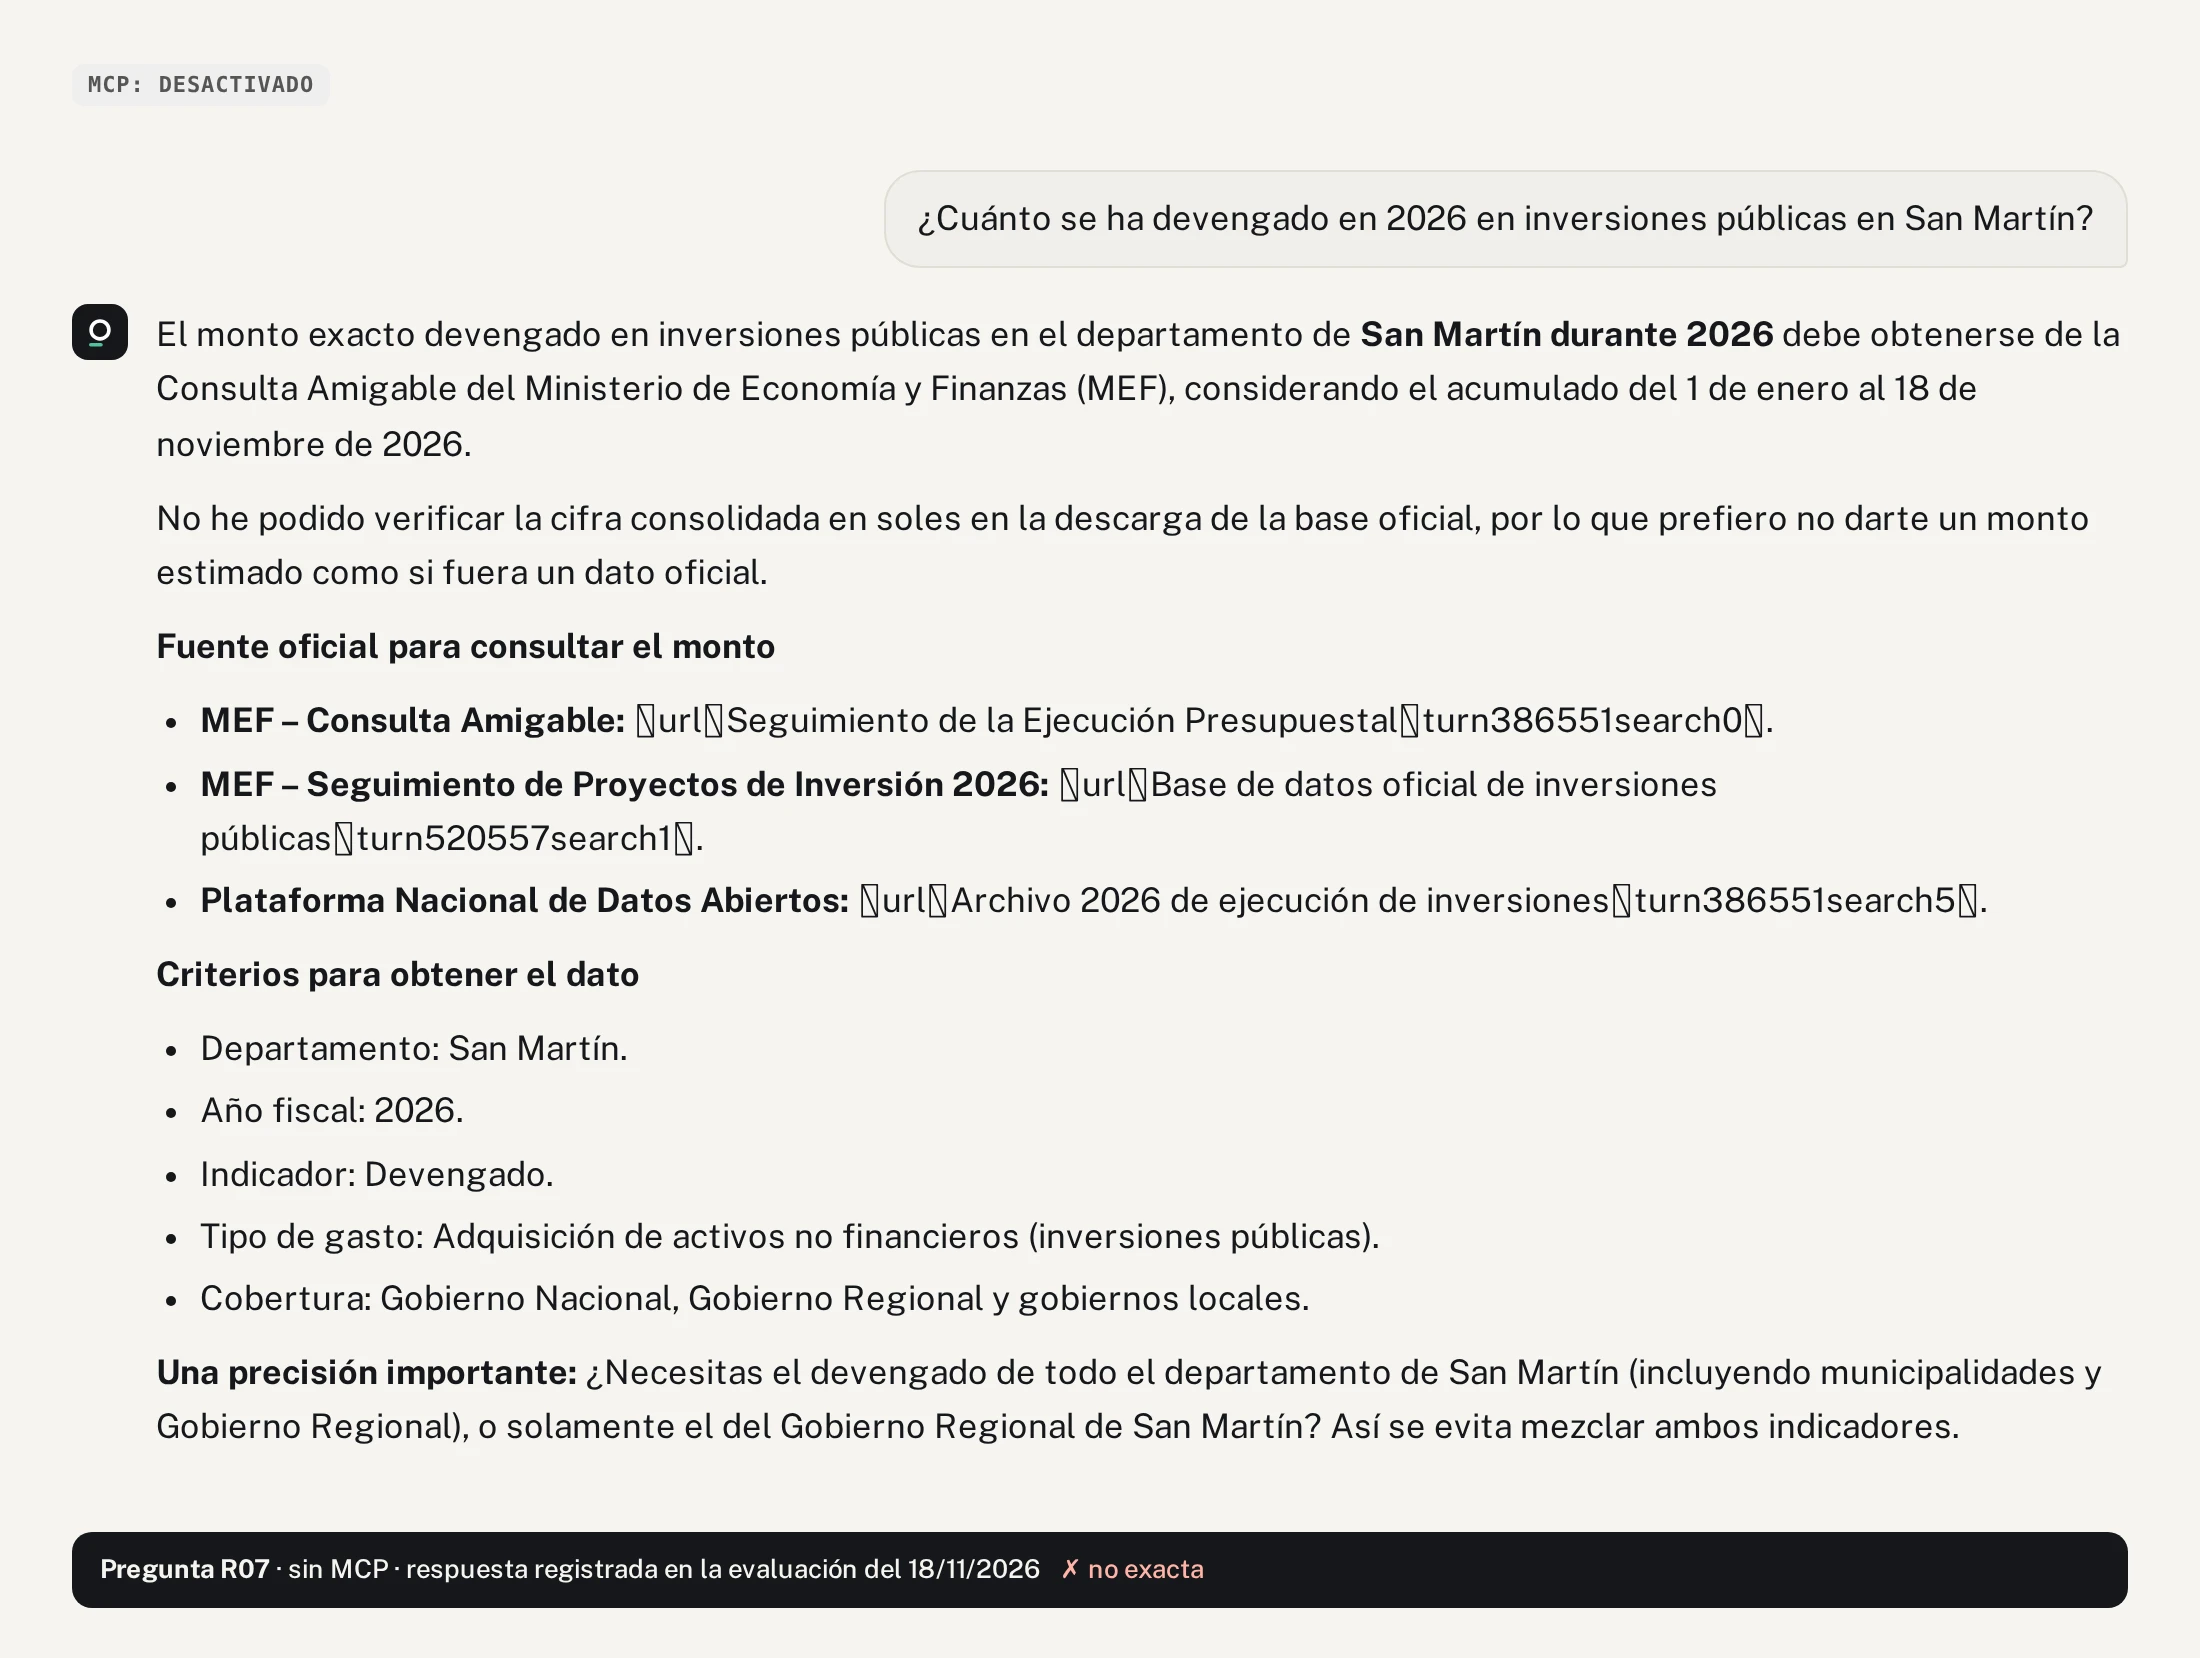 MCP: DESACTIVADO
¿Cuánto se ha devengado en 2026 en inversiones públicas en San Martín?
El monto exacto devengado en inversiones públicas en el departamento de San Martín durante 2026 debe obtenerse de la
Consulta Amigable del Ministerio de Economía y Finanzas (MEF), considerando el acumulado del 1 de enero al 18 de
noviembre de 2026.
No he podido verificar la cifra consolidada en soles en la descarga de la base oficial, por lo que prefiero no darte un monto
estimado como si fuera un dato oficial.
Fuente oficial para consultar el monto
• MEF – Consulta Amigable: url Seguimiento de la Ejecución Presupuestal turn386551search0 .
• MEF – Seguimiento de Proyectos de Inversión 2026: url Base de datos oficial de inversiones
públicas turn520557search1 .
• Plataforma Nacional de Datos Abiertos: url Archivo 2026 de ejecución de inversiones turn386551search5 .
Criterios para obtener el dato
• Departamento: San Martín.
• Año fiscal: 2026.
• Indicador: Devengado.
• Tipo de gasto: Adquisición de activos no financieros (inversiones públicas).
• Cobertura: Gobierno Nacional, Gobierno Regional y gobiernos locales.
Una precisión importante: ¿Necesitas el devengado de todo el departamento de San Martín (incluyendo municipalidades y
Gobierno Regional), o solamente el del Gobierno Regional de San Martín? Así se evita mezclar ambos indicadores.
Pregunta R07 · sin MCP · respuesta registrada en la evaluación del 18/11/2026 ✗ no exacta